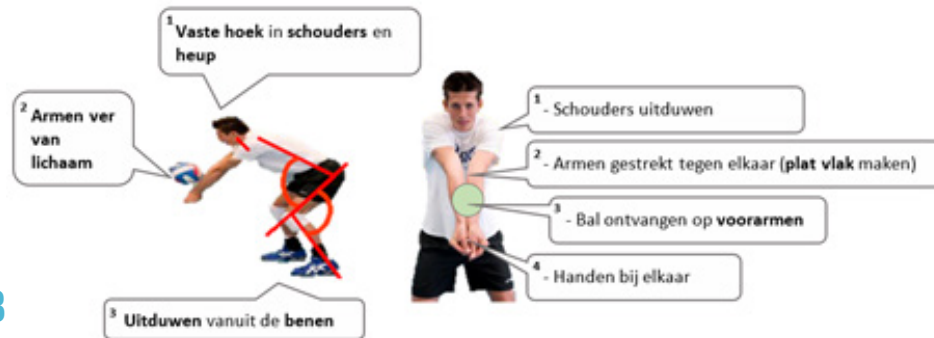 1 Vaste hoek in schouders en
heup
2 Armen ver
van
lichaam
3 Uitduwen vanuit de benen
1 - Schouders uitduwen
2 - Armen gestrekt tegen elkaar (plat vlak maken)
3 - Bal ontvangen op voorarmen
4 - Handen bij elkaar
3